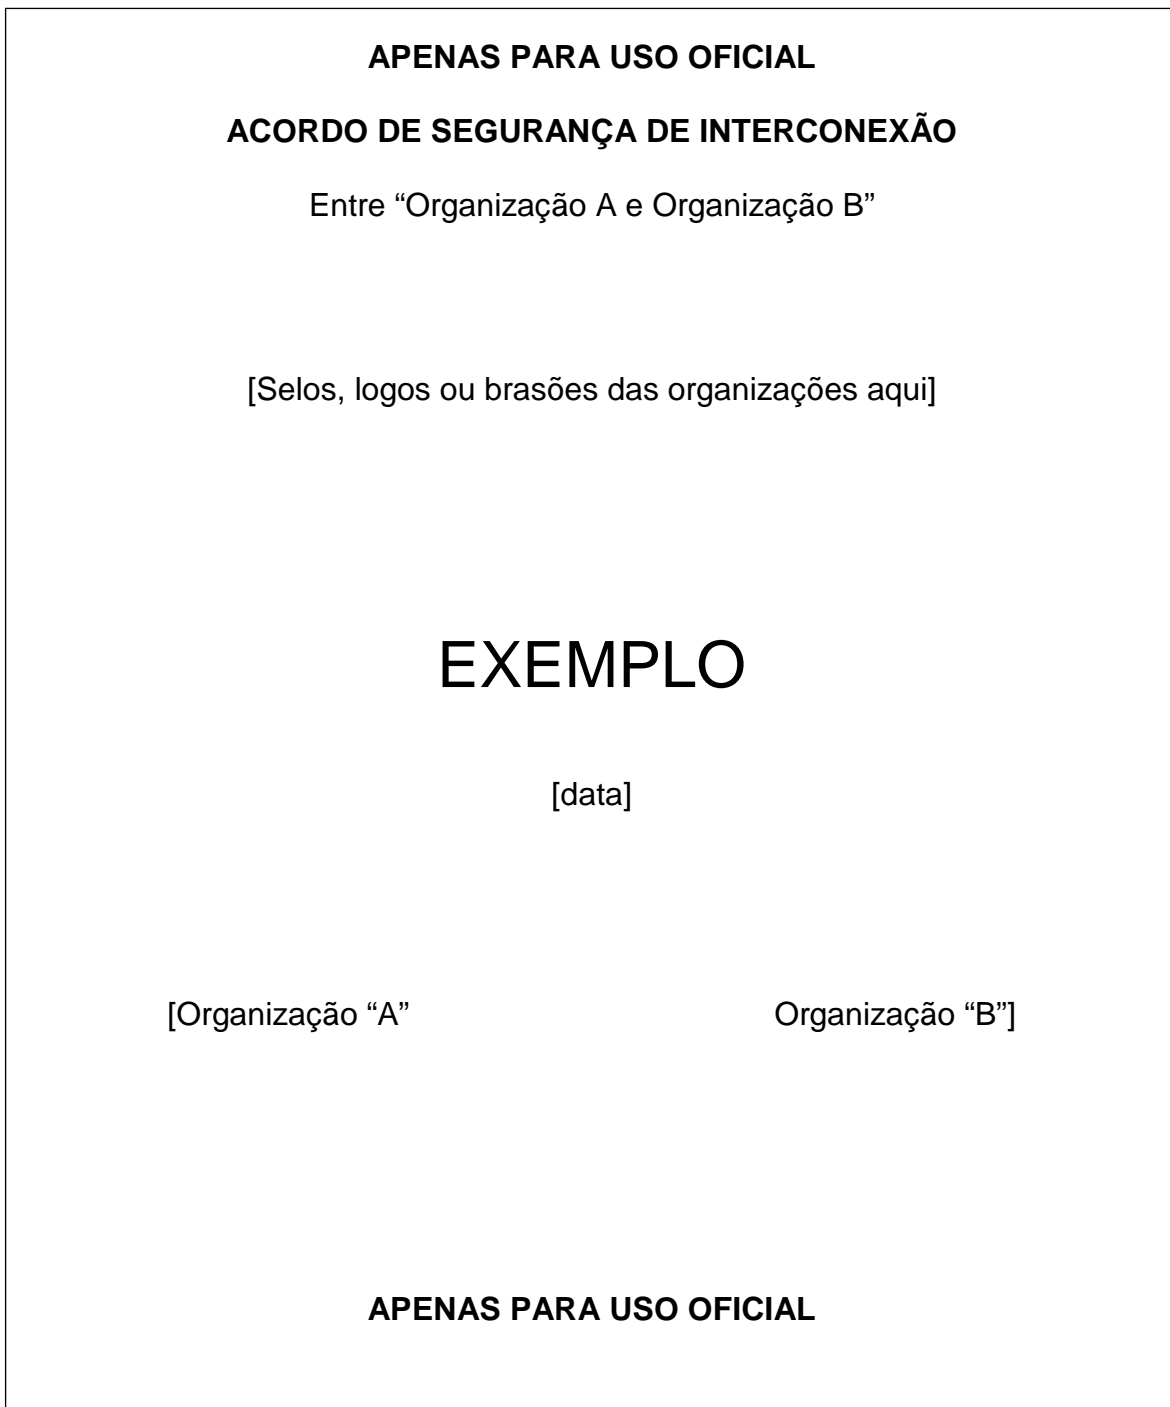 APENAS PARA USO OFICIAL
ACORDO DE SEGURANÇA DE INTERCONEXÃO
Entre “Organização A e Organização B”
[Selos, logos ou brasões das organizações aqui]
EXEMPLO
[data]
[Organização “A” Organização “B”]
APENAS PARA USO OFICIAL